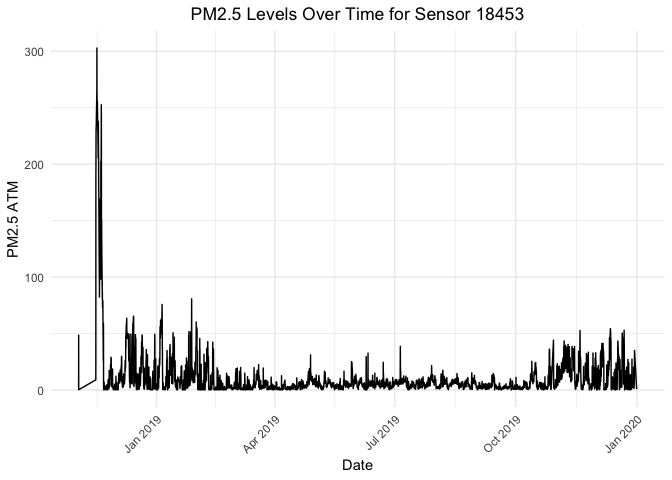 PM2.5 Levels Over Time for Sensor 18453
PM2.5 ATM
300
200
100
0
Jan 2019
Apr 2019
Jul 2019
Oct 2019
Jan 2020
Date